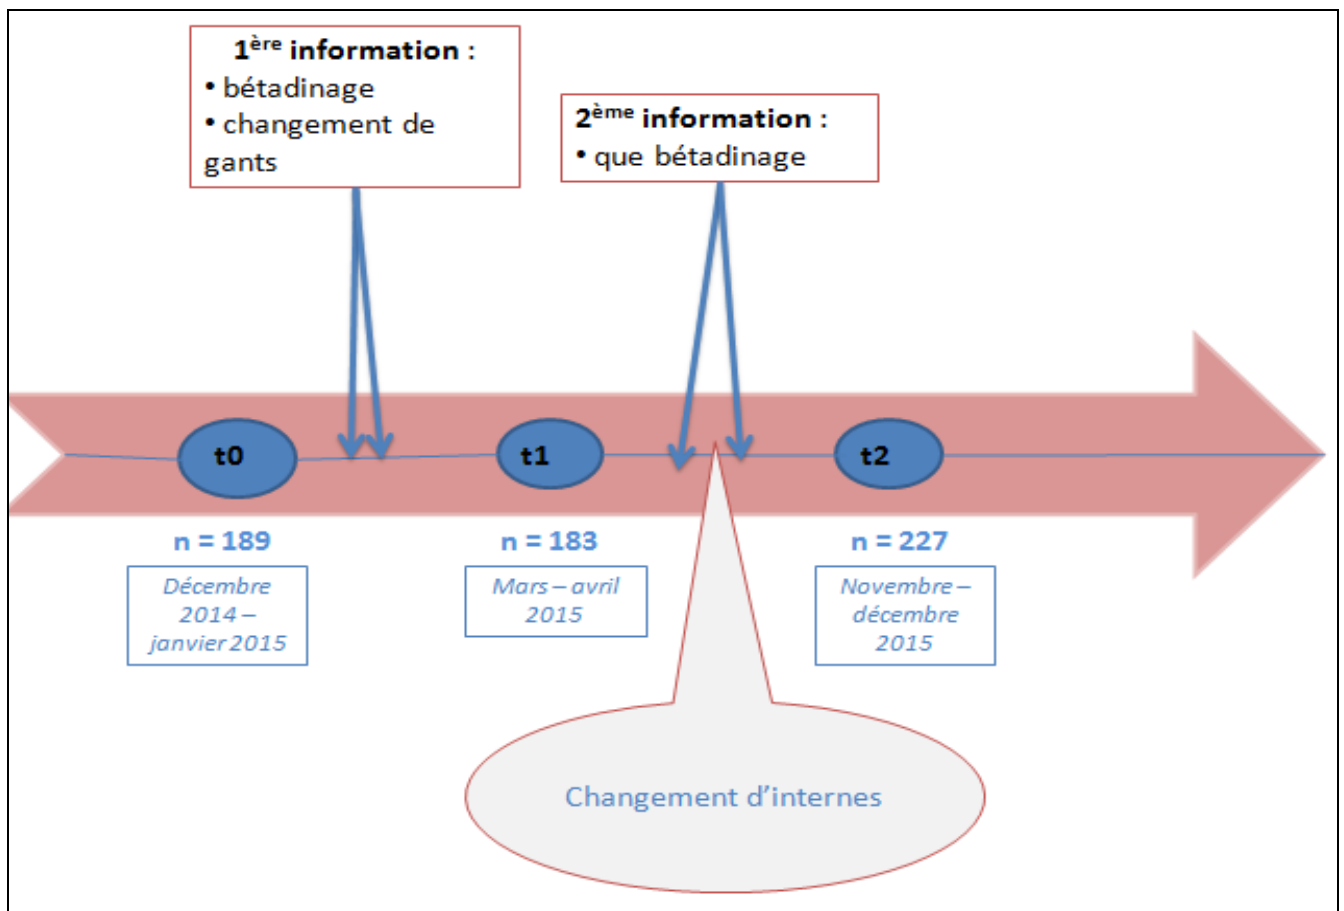 1ère information :
• bétadinage
• changement de
gants
2ème information :
• que bétadinage
t0
t1
t2
n = 189
n = 183
n = 227
Décembre
2014 –
janvier 2015
Mars – avril
2015
Novembre –
décembre
2015
Changement d’internes